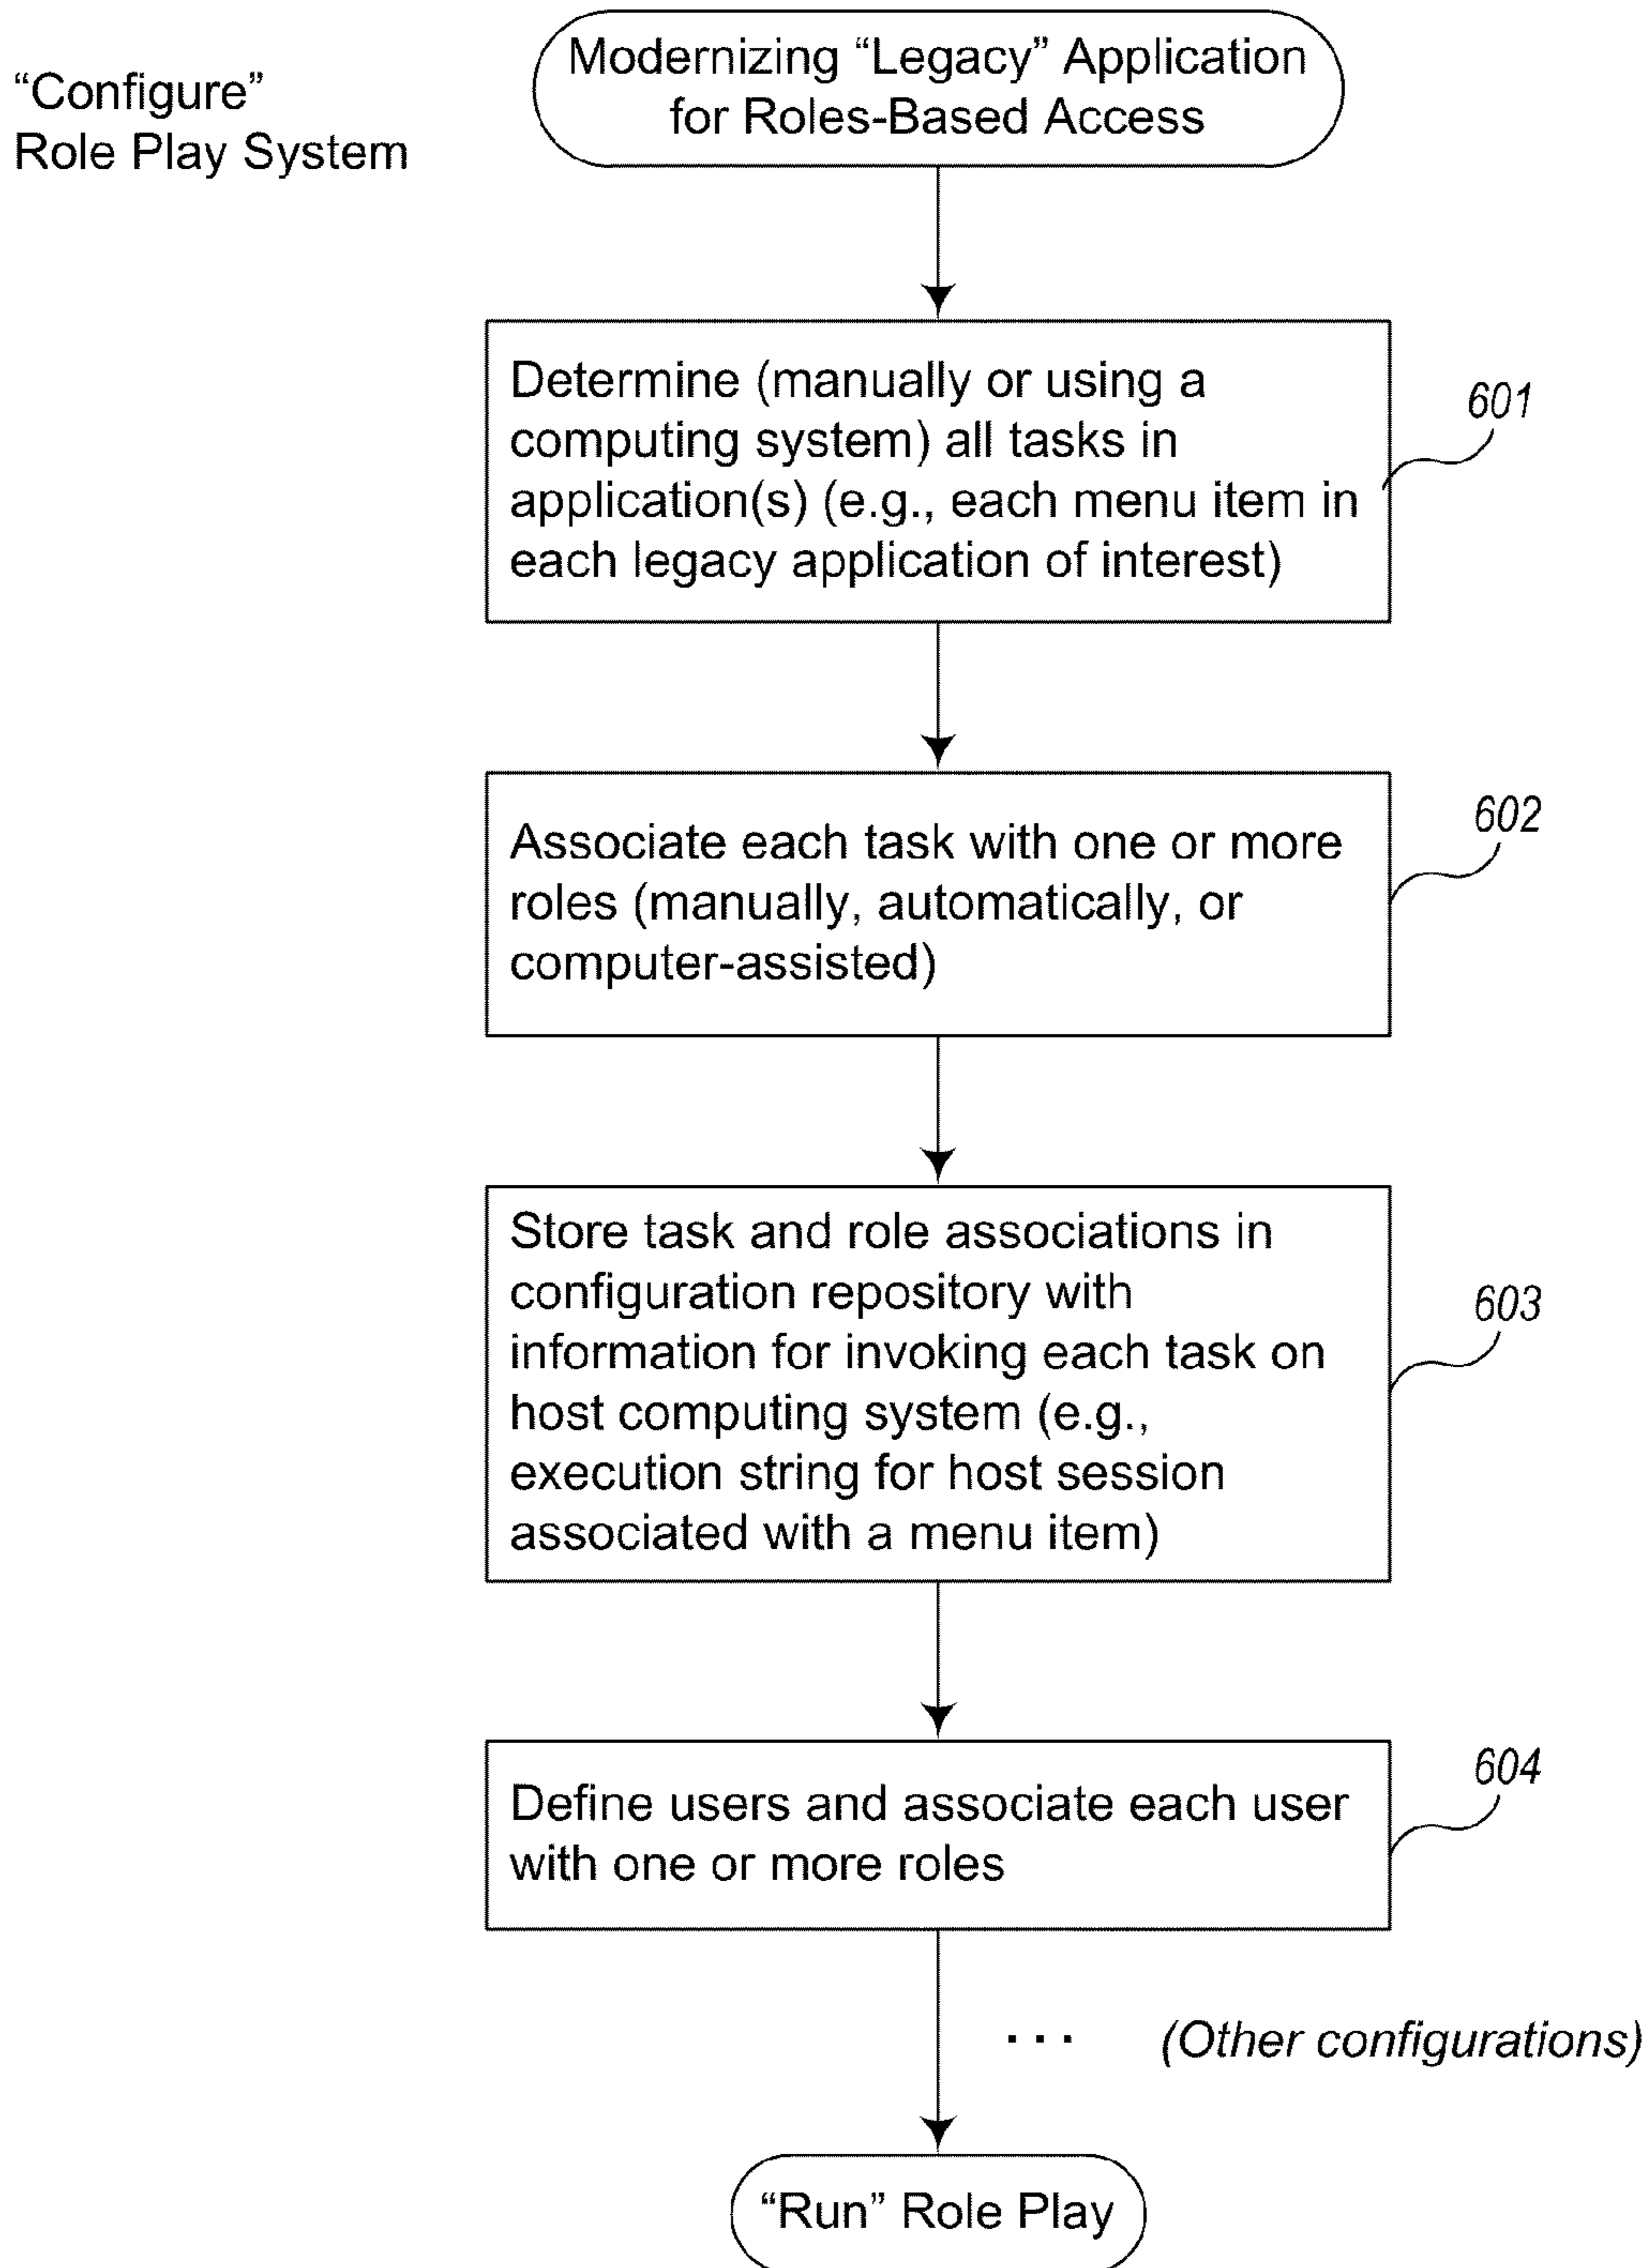 “Configure”
Role Play System
Modernizing “Legacy” Application
for Roles-Based Access
Determine (manually or using a
computing system) all tasks in
application(s) (e.g., each menu item in
each legacy application of interest)
601
Associate each task with one or more
roles (manually, automatically, or
computer-assisted)
602
Store task and role associations in
configuration repository with
information for invoking each task on
host computing system (e.g.,
execution string for host session
associated with a menu item)
603
Define users and associate each user
with one or more roles
604
... (Other configurations)
“Run” Role Play